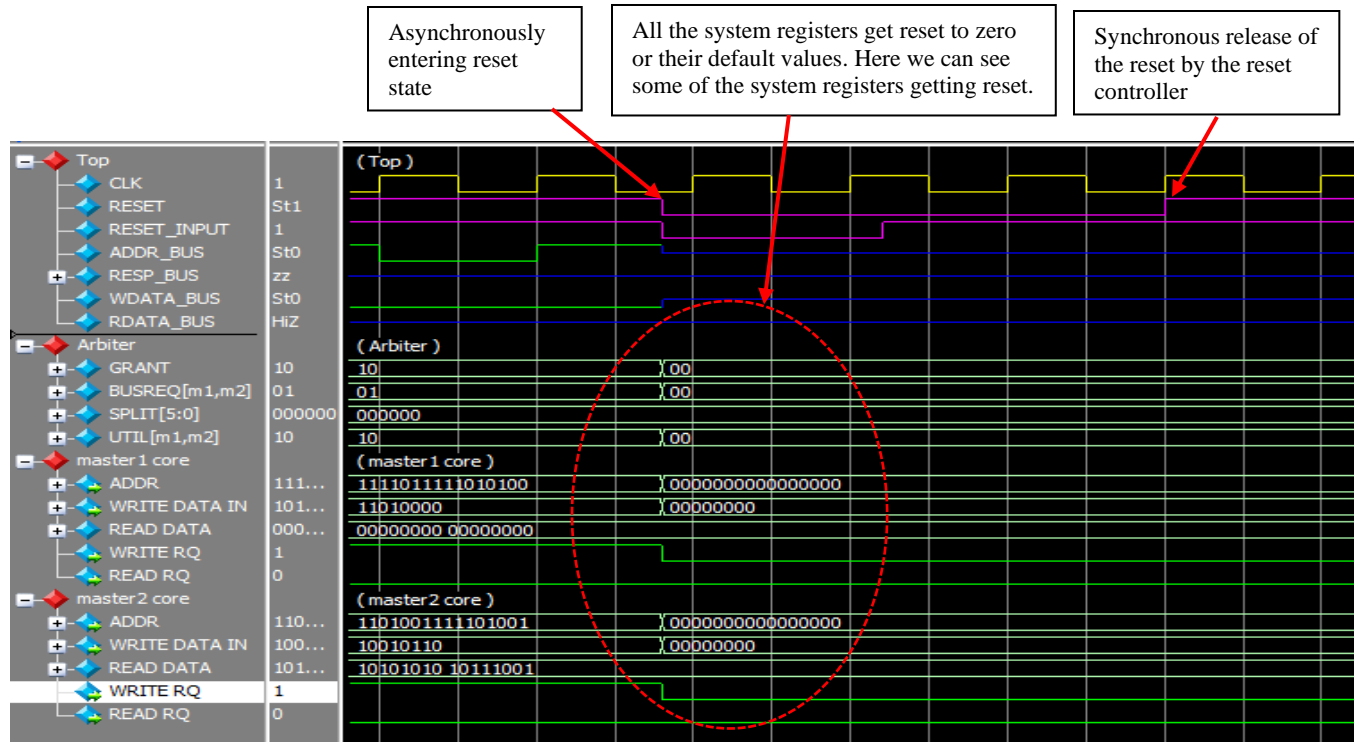 Asynchronously
entering reset
state
All the system registers get reset to zero
or their default values. Here we can see
some of the system registers getting reset.
Synchronous release of
the reset by the reset
controller
Top
(Top)
CLK 1
RESET St1
RESET_INPUT 1
ADDR_BUS St0
RESP_BUS zz
WDATA_BUS St0
RDATA_BUS HiZ
Arbiter
(Arbiter)
GRANT 10 10 00
BUSREQ[m1,m2] 01 01 00
SPLIT[5:0] 000000 000000
UTIL[m1,m2] 10 10 00
master1 core
(master1 core)
ADDR 111... 1111011111010100 0000000000000000
WRITE DATA IN 101... 11010000 00000000
READ DATA 000... 00000000 00000000
WRITE RQ 1
READ RQ 0
master2 core
(master2 core)
ADDR 110... 1101001111101001 0000000000000000
WRITE DATA IN 100... 10010110 00000000
READ DATA 101... 10101010 10111001
WRITE RQ 1
READ RQ 0